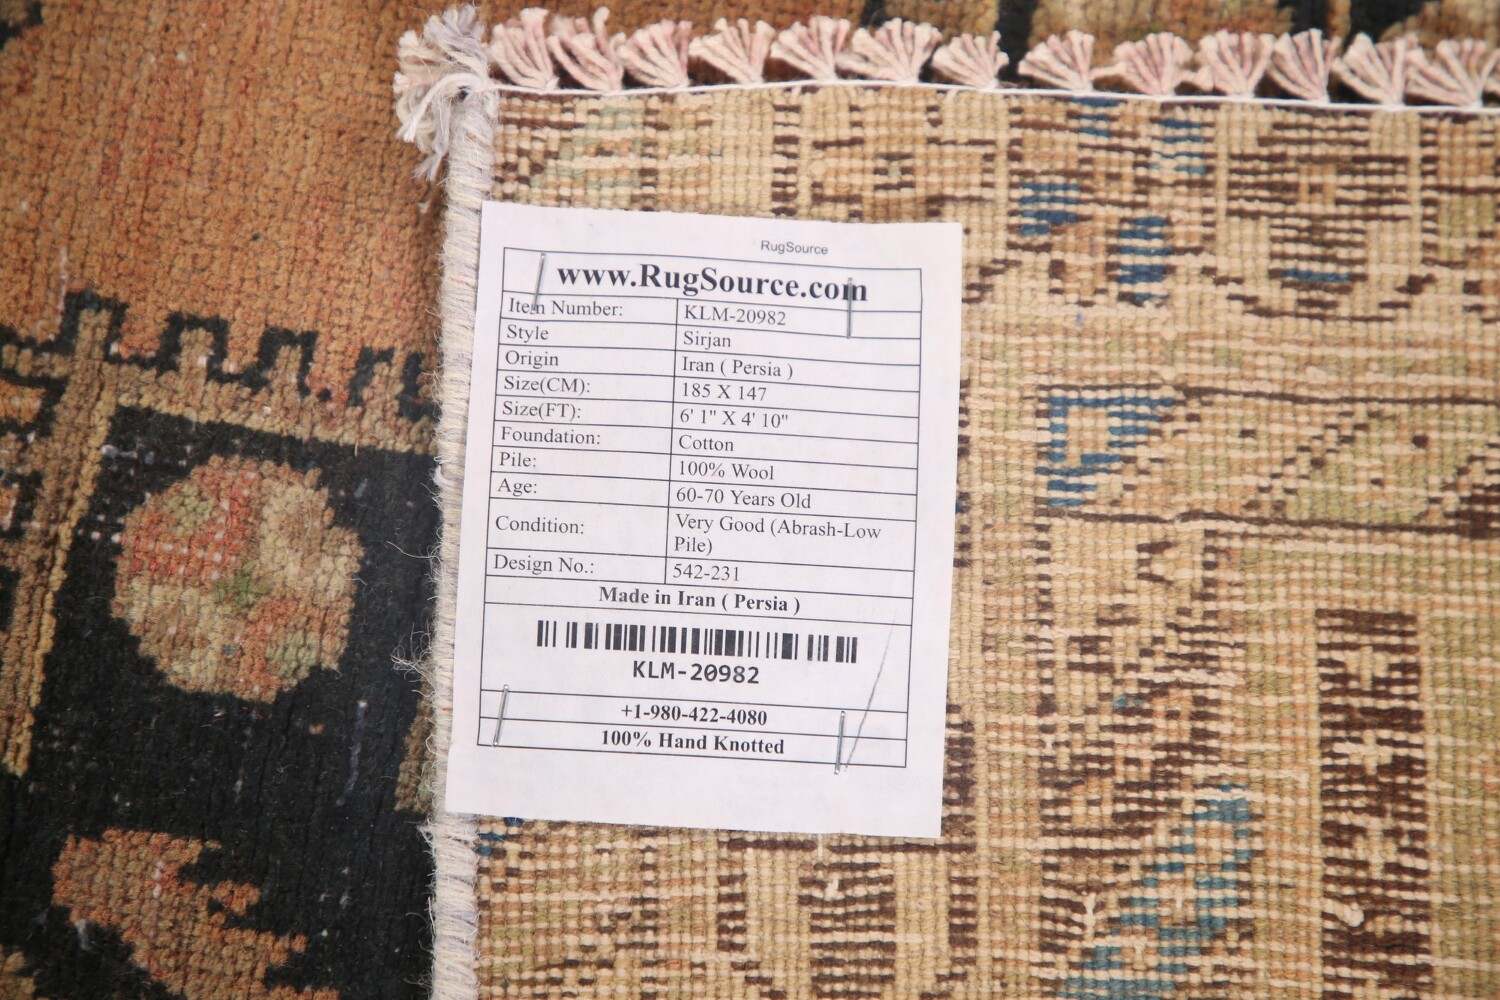 RugSource
www.RugSource.com
Item Number: KLM-20982
Style Sirjan
Origin Iran ( Persia )
Size(CM): 185 X 147
Size(FT): 6' 1" X 4' 10"
Foundation: Cotton
Pile: 100% Wool
Age: 60-70 Years Old
Condition: Very Good (Abrash-Low
Pile)
Design No.: 542-231
Made in Iran ( Persia )
KLM-20982
+1-980-422-4080
100% Hand Knotted